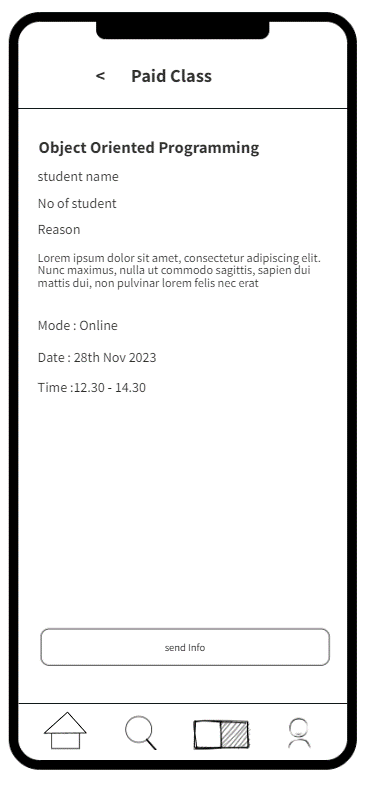 < Paid Class
Object Oriented Programming
student name
No of student
Reason
Lorem ipsum dolor sit amet, consectetur adipiscing elit.
Nunc maximus, nulla ut commodo sagittis, sapien dui
mattis dui, non pulvinar lorem felis nec erat
Mode : Online
Date : 28th Nov 2023
Time :12.30 - 14.30
send Info